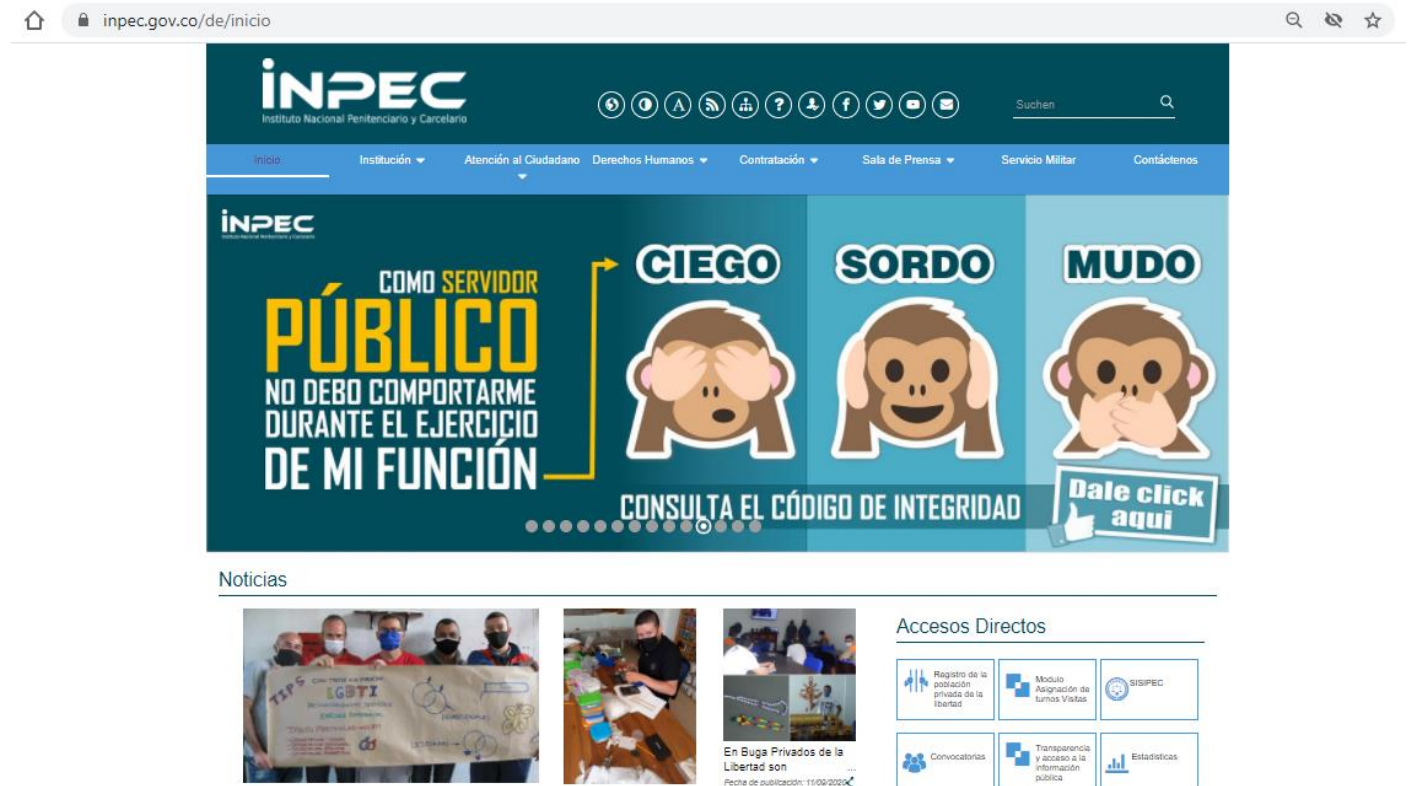 inpec.gov.co/de/inicio
INPEC
Instituto Nacional Penitenciario y Carcelario
Suchen
Inicio
Institución
Atención al Ciudadano
Derechos Humanos
Contratación
Sala de Prensa
Servicio Militar
Contáctenos
INPEC
COMO SERVIDOR
PÚBLICO
NO DEBO COMPORTARME
DURANTE EL EJERCICIO
DE MI FUNCIÓN
CIEGO
SORDO
MUDO
CONSULTA EL CÓDIGO DE INTEGRIDAD
Dale click
aqui
Noticias
TIPS
LGBTI
En Buga Privados de la
Libertad son ...
Fecha de publicación: 11/09/2020
Accesos Directos
Registro de la
población
privada de la
libertad
Modulo
Asignación de
turnos Visitas
SISIPEC
Convocatorias
Transparencia
y acceso a la
información
pública
Estadísticas